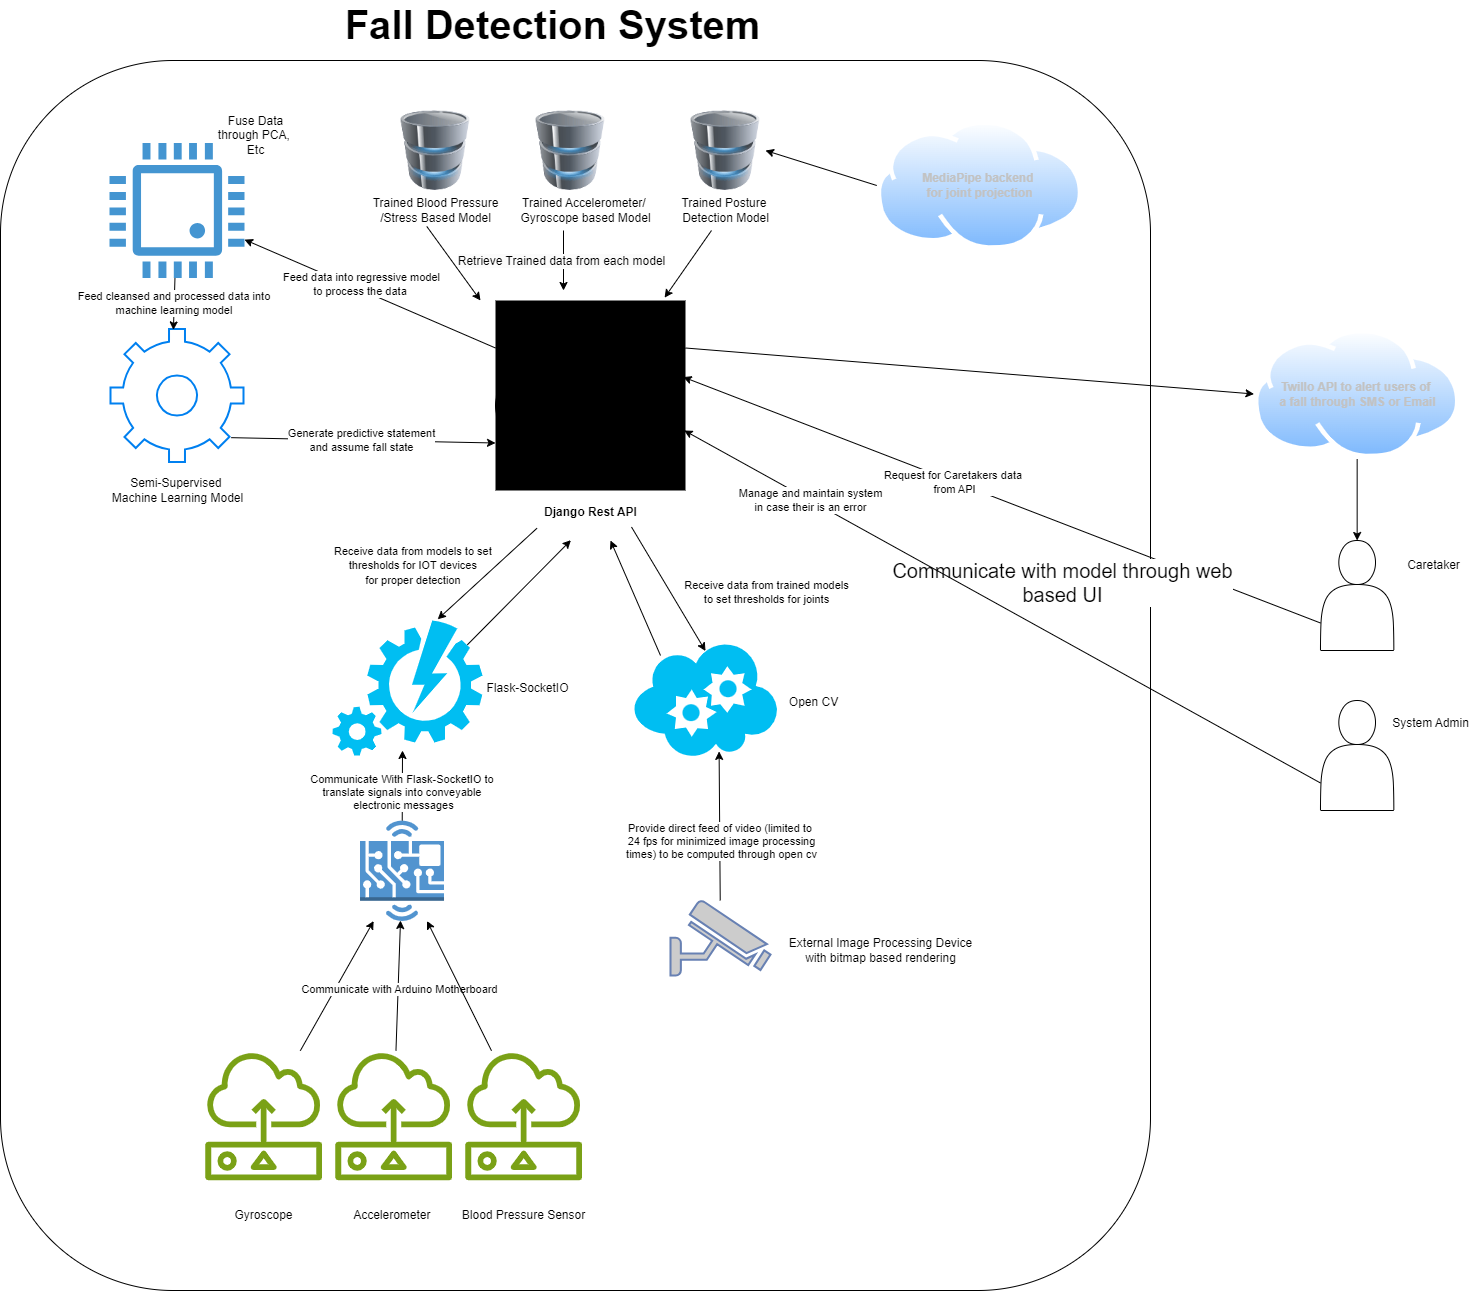 Fall Detection System
Fuse Data
through PCA,
Etc
Trained Blood Pressure
/Stress Based Model
Trained Accelerometer/
Gyroscope based Model
Trained Posture
Detection Model
MediaPipe backend
for joint projection
Retrieve Trained data from each model
Feed data into regressive model
to process the data
Feed cleansed and processed data into
machine learning model
Generate predictive statement
and assume fall state
Semi-Supervised
Machine Learning Model
Twillo API to alert users of
a fall through SMS or Email
Request for Caretakers data
from API
Manage and maintain system
in case their is an error
Django Rest API
Receive data from models to set
thresholds for IOT devices
for proper detection
Receive data from trained models
to set thresholds for joints
Communicate with model through web
based UI
Caretaker
System Admin
Flask-SocketIO
Open CV
Communicate With Flask-SocketIO to
translate signals into conveyable
electronic messages
Provide direct feed of video (limited to
24 fps for minimized image processing
times) to be computed through open cv
External Image Processing Device
with bitmap based rendering
Communicate with Arduino Motherboard
Gyroscope
Accelerometer
Blood Pressure Sensor